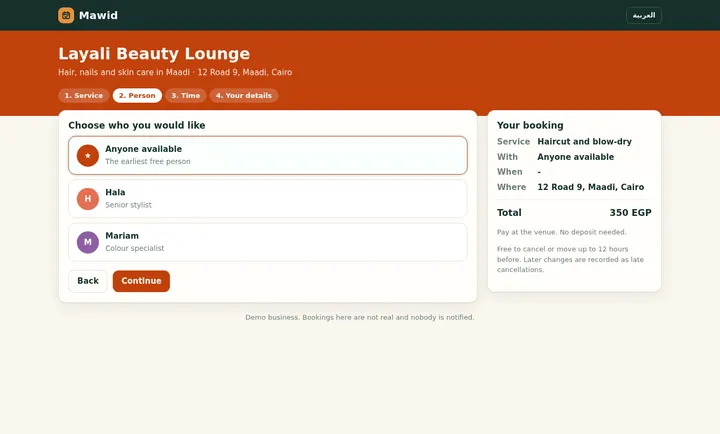 Mawid
العربية
Layali Beauty Lounge
Hair, nails and skin care in Maadi · 12 Road 9, Maadi, Cairo
1. Service
2. Person
3. Time
4. Your details
Choose who you would like
★
Anyone available
The earliest free person
H
Hala
Senior stylist
M
Mariam
Colour specialist
Back
Continue
Your booking
Service Haircut and blow-dry
With Anyone available
When -
Where 12 Road 9, Maadi, Cairo
Total 350 EGP
Pay at the venue. No deposit needed.
Free to cancel or move up to 12 hours
before. Later changes are recorded as late
cancellations.
Demo business. Bookings here are not real and nobody is notified.